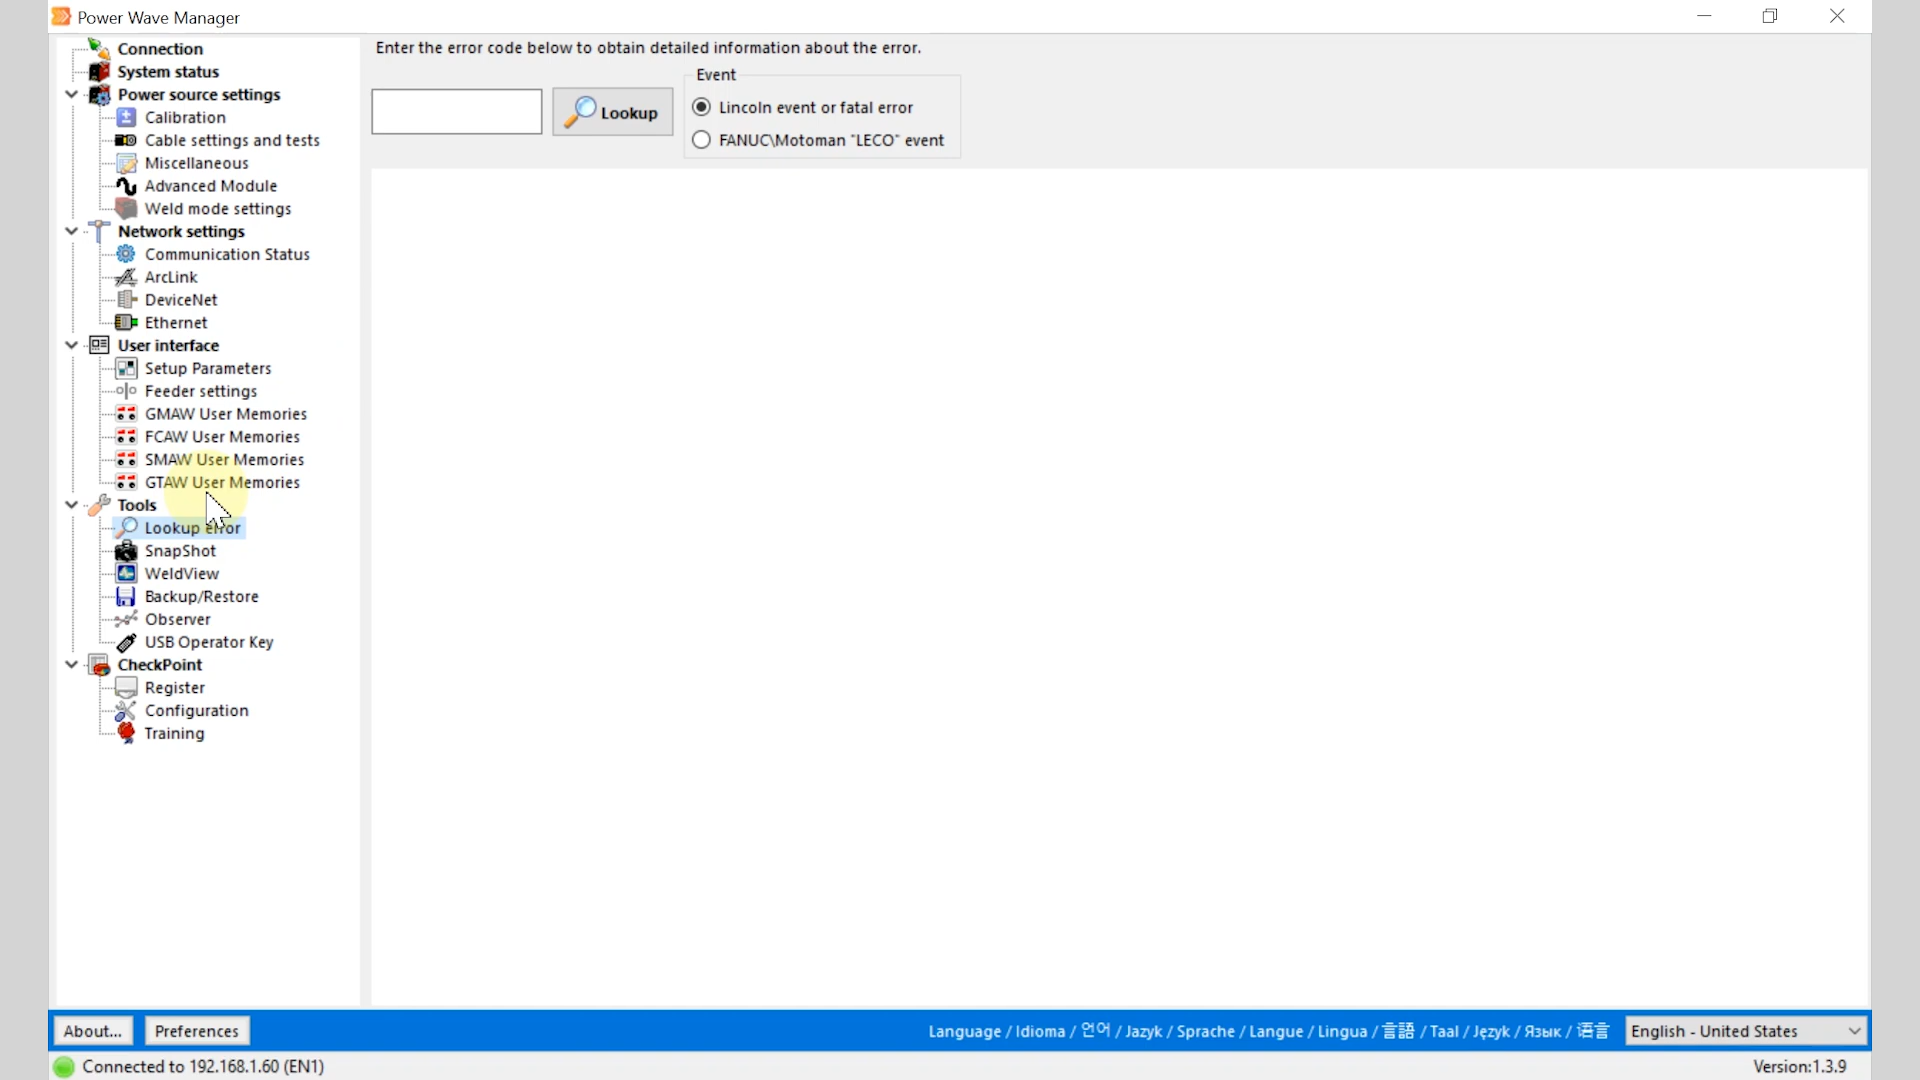 Power Wave Manager
Connection
System status
Power source settings
Calibration
Cable settings and tests
Miscellaneous
Advanced Module
Weld mode settings
Network settings
Communication Status
ArcLink
DeviceNet
Ethernet
User interface
Setup Parameters
Feeder settings
GMAW User Memories
FCAW User Memories
SMAW User Memories
GTAW User Memories
Tools
Lookup error
SnapShot
WeldView
Backup/Restore
Observer
USB Operator Key
CheckPoint
Register
Configuration
Training
Enter the error code below to obtain detailed information about the error.
Lookup
Event
Lincoln event or fatal error
FANUC\Motoman "LECO" event
About...
Preferences
Language / Idioma / 언어 / Jazyk / Sprache / Langue / Lingua / 言語 / Taal / Język / Язык / 语言
English - United States
Connected to 192.168.1.60 (EN1)
Version:1.3.9